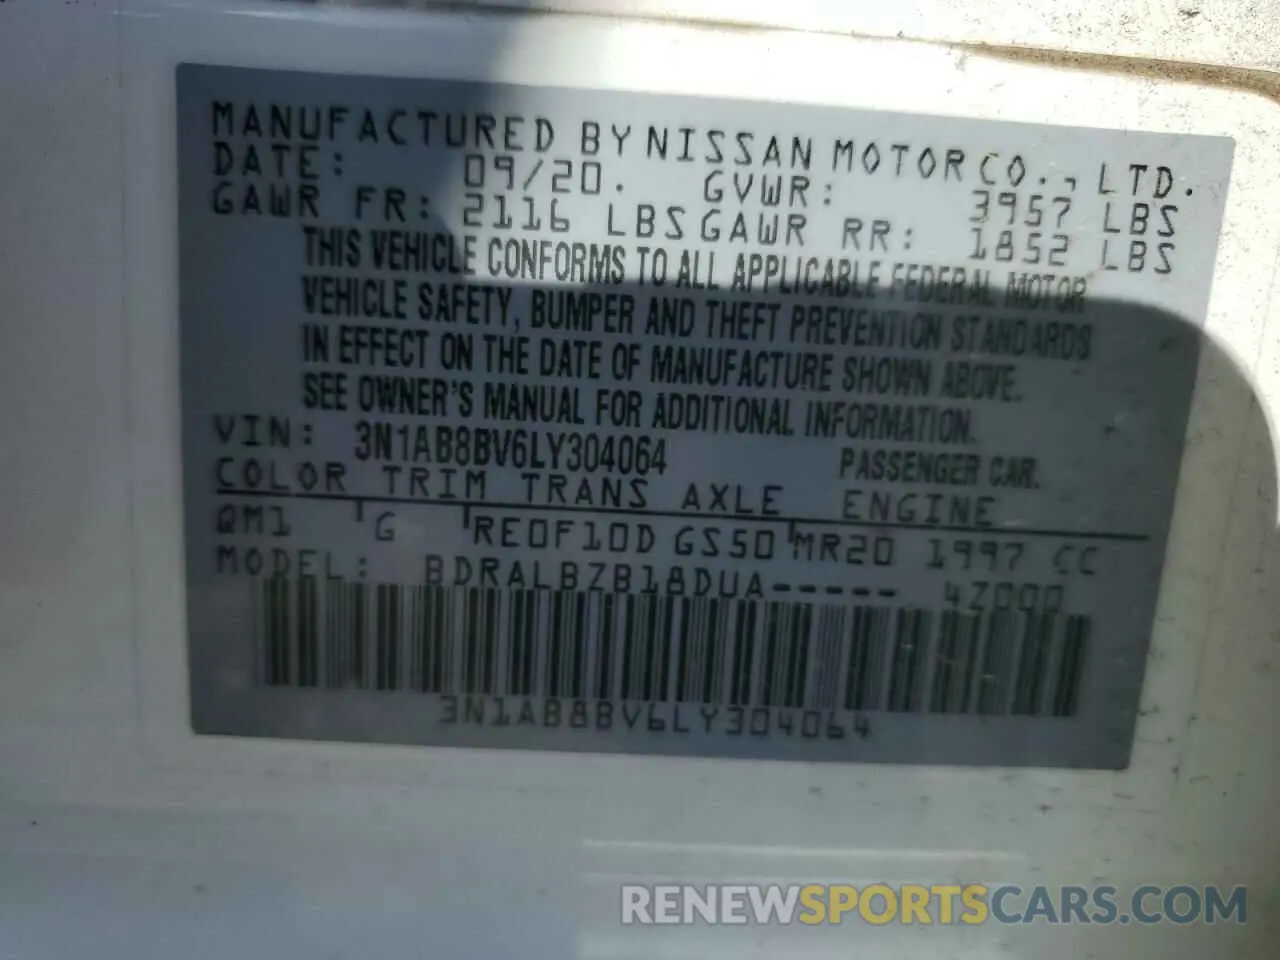 MANUFACTURED BY NISSAN MOTOR CO., LTD.
DATE: 09/20. GVWR: 3957 LBS
GAWR FR: 2116 LBS GAWR RR: 1852 LBS
THIS VEHICLE CONFORMS TO ALL APPLICABLE FEDERAL MOTOR
VEHICLE SAFETY, BUMPER AND THEFT PREVENTION STANDARDS
IN EFFECT ON THE DATE OF MANUFACTURE SHOWN ABOVE.
SEE OWNER'S MANUAL FOR ADDITIONAL INFORMATION.
VIN: 3N1AB8BV6LY304064 PASSENGER CAR.
COLOR TRIM TRANS AXLE ENGINE
QM1 G RE0F10D GS50 MR20 1997 CC
MODEL: BDRALBZB18DUA----- 4Z000
3N1AB8BV6LY304064
RENEWSPORTSCARS.COM